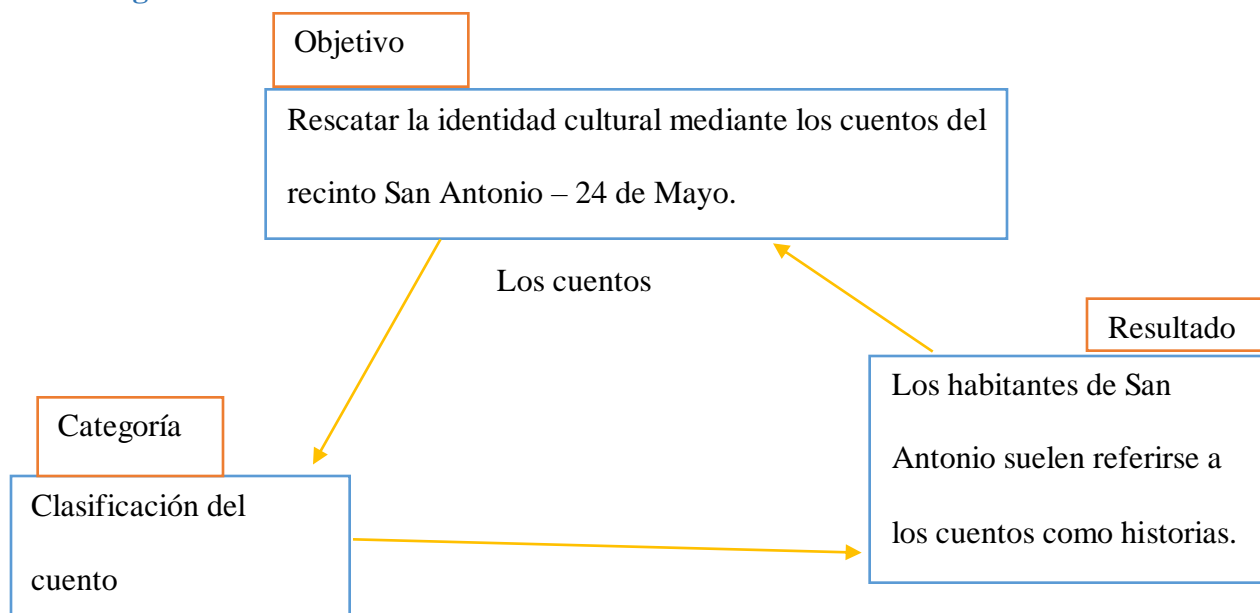 Objetivo
Rescatar la identidad cultural mediante los cuentos del
recinto San Antonio – 24 de Mayo.
Los cuentos
Resultado
Los habitantes de San
Antonio suelen referirse a
los cuentos como historias.
Categoría
Clasificación del
cuento